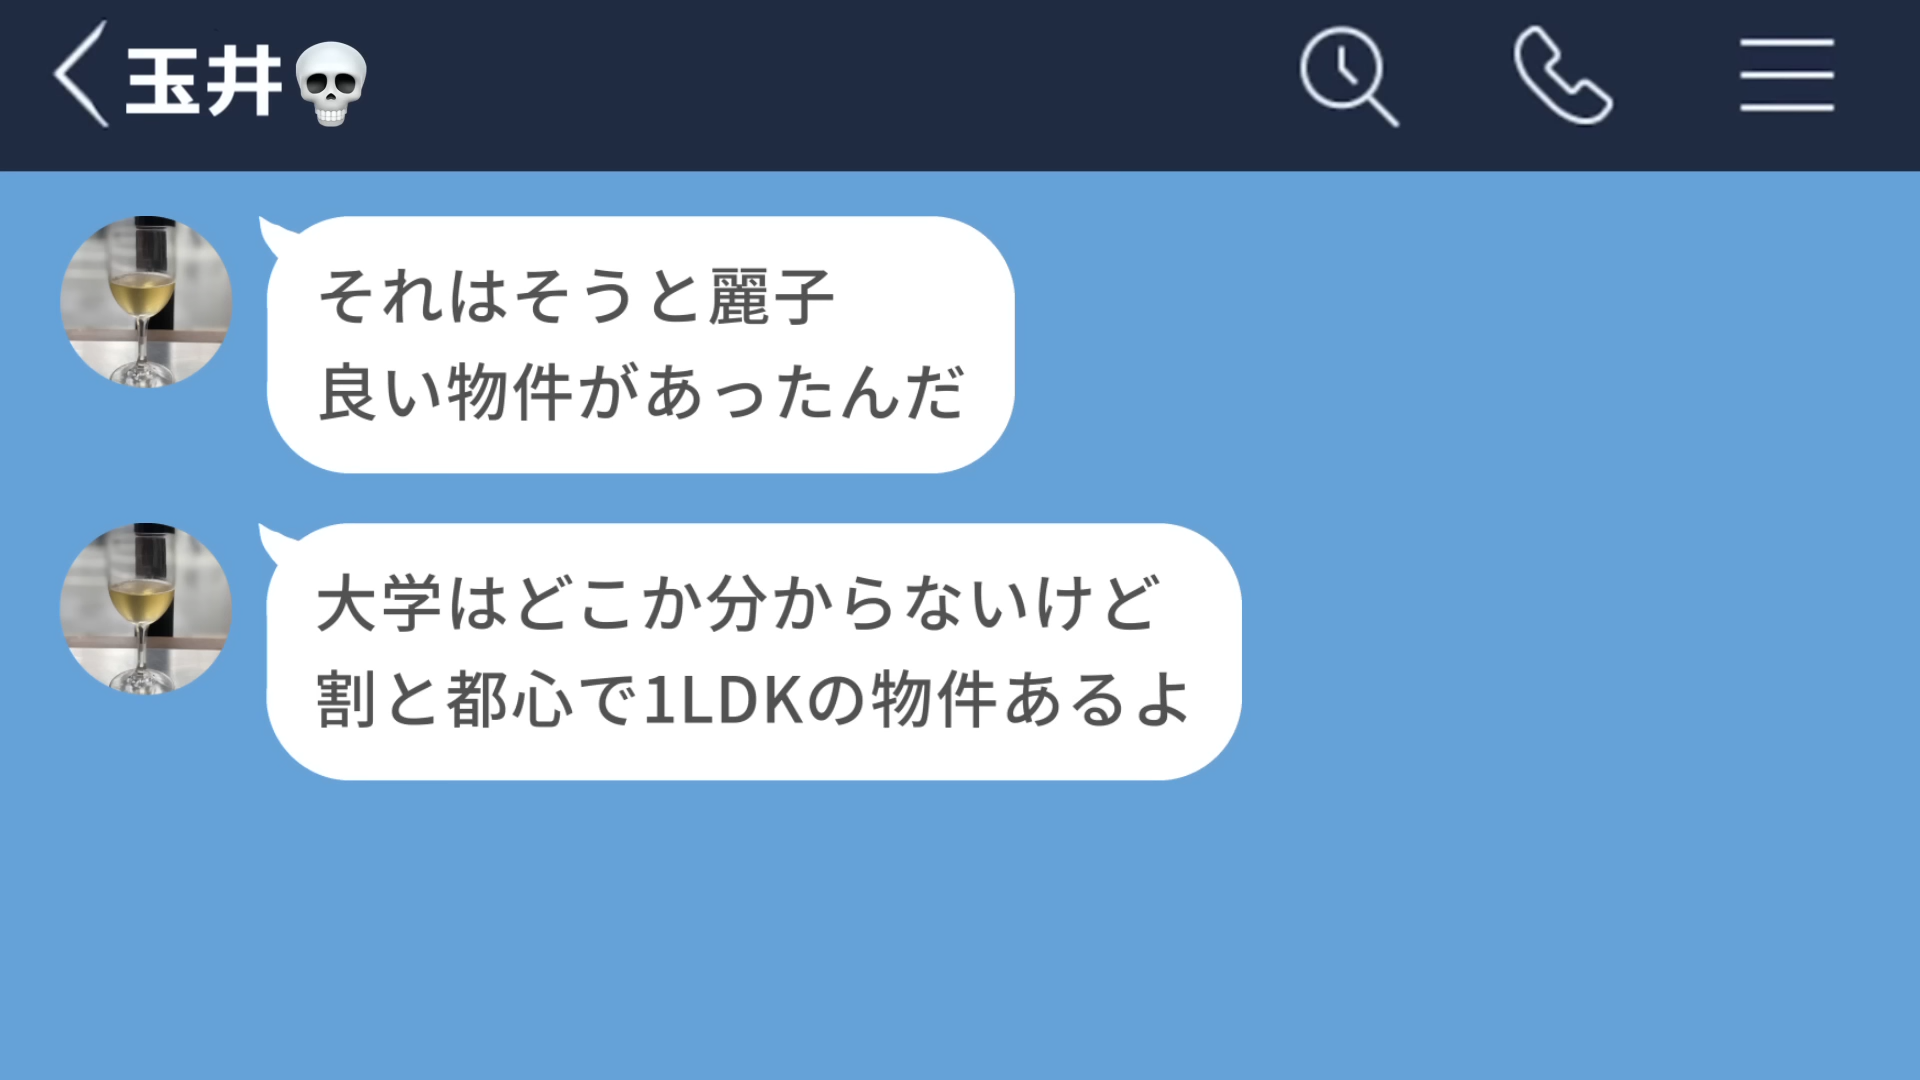 玉井💀
それはそうと麗子
良い物件があったんだ
大学はどこか分からないけど
割と都心で1LDKの物件あるよ